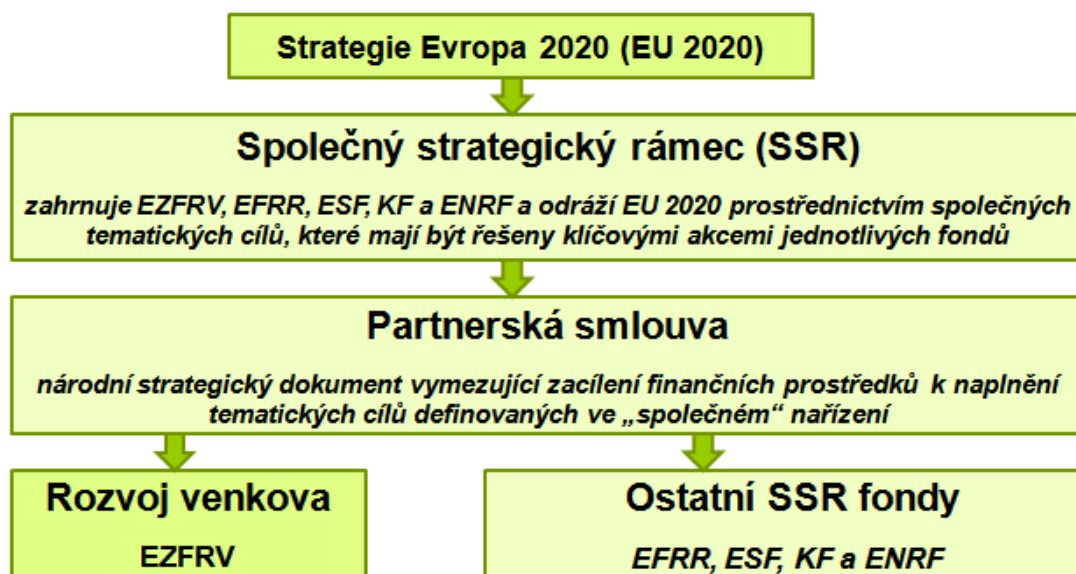 Strategie Evropa 2020 (EU 2020)
Společný strategický rámec (SSR)
zahrnuje EZFRV, EFRR, ESF, KF a ENRF a odráží EU 2020 prostřednictvím společných
tematických cílů, které mají být řešeny klíčovými akcemi jednotlivých fondů
Partnerská smlouva
národní strategický dokument vymezující zacílení finančních prostředků k naplnění
tematických cílů definovaných ve „společném“ nařízení
Rozvoj venkova
EZFRV
Ostatní SSR fondy
EFRR, ESF, KF a ENRF